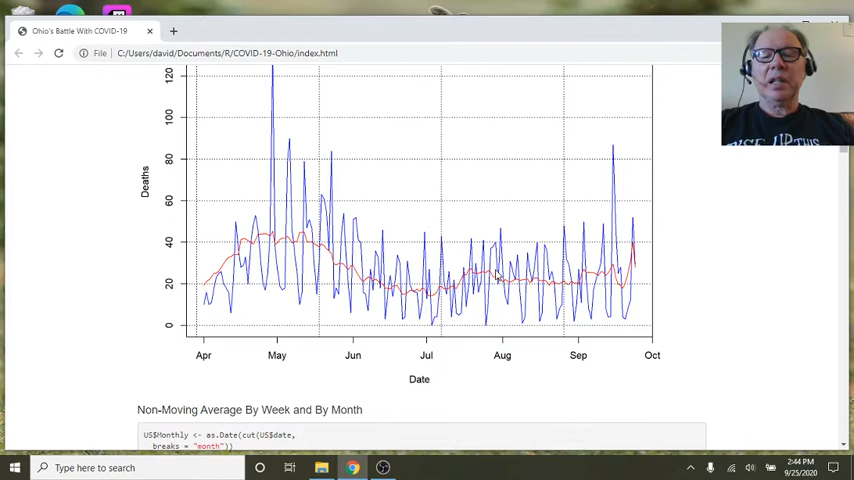 Ohio's Battle With COVID-19
File C:/Users/david/Documents/R/COVID-19-Ohio/index.html
120
100
80
60
40
20
0
Deaths
Apr May Jun Jul Aug Sep Oct
Date
Non-Moving Average By Week and By Month
US$Monthly <- as.Date(cut(US$date,
breaks = "month"))
Type here to search
2:44 PM
9/25/2020